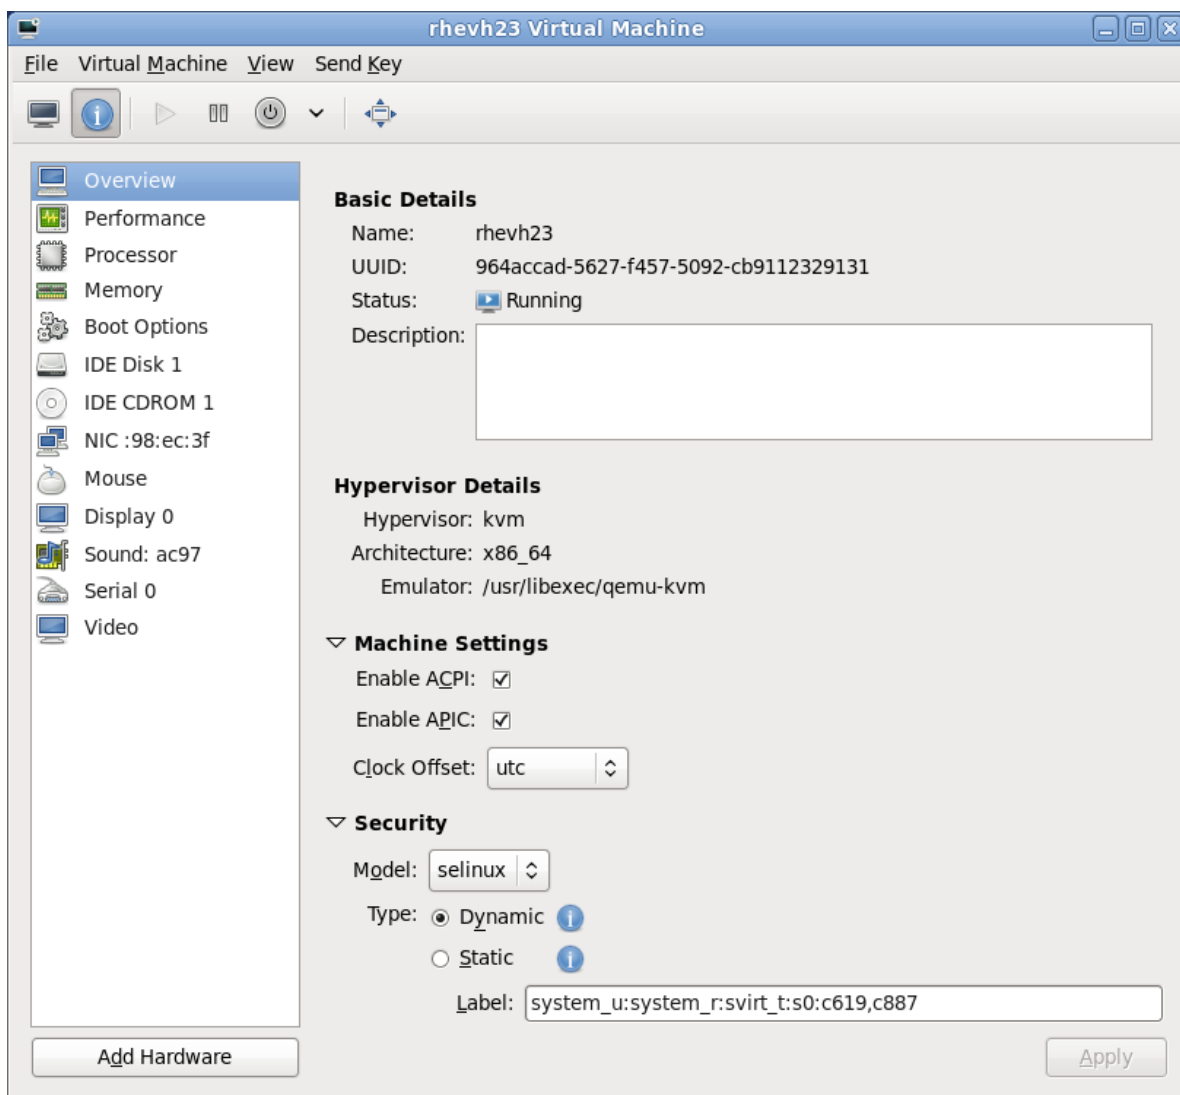 rhevh23 Virtual Machine
File Virtual Machine View Send Key
Overview
Performance
Processor
Memory
Boot Options
IDE Disk 1
IDE CDROM 1
NIC :98:ec:3f
Mouse
Display 0
Sound: ac97
Serial 0
Video
Add Hardware
Basic Details
Name: rhevh23
UUID: 964accad-5627-f457-5092-cb9112329131
Status: Running
Description:
Hypervisor Details
Hypervisor: kvm
Architecture: x86_64
Emulator: /usr/libexec/qemu-kvm
Machine Settings
Enable ACPI:
Enable APIC:
Clock Offset: utc
Security
Model: selinux
Type: Dynamic
Static
Label: system_u:system_r:svirt_t:s0:c619,c887
Apply